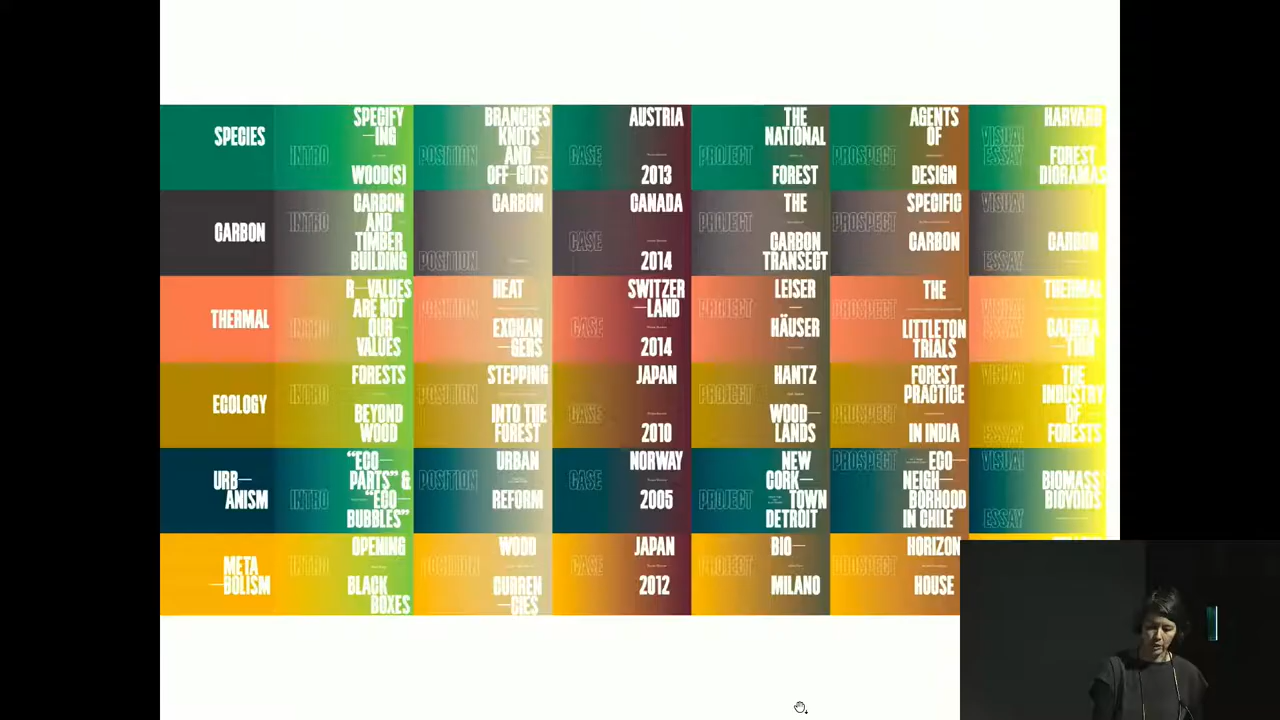 SPECIES
INTRO
SPECIFY
—ING
WOOD(S)
POSITION
BRANCHES
KNOTS
AND
OFF—CUTS
CASE
AUSTRIA
2013
PROJECT
THE
NATIONAL
FOREST
PROSPECT
AGENTS
OF
DESIGN
VISUAL
ESSAY
HARVARD
FOREST
DIORAMAS
CARBON
INTRO
CARBON
AND
TIMBER
BUILDING
POSITION
CARBON
CASE
CANADA
2014
PROJECT
THE
CARBON
TRANSECT
PROSPECT
SPECIFIC
CARBON
VISUAL
ESSAY
CARBON
THERMAL
INTRO
R—VALUES
ARE NOT
OUR
VALUES
POSITION
HEAT
EXCHAN
—GERS
CASE
SWITZER
—LAND
2014
PROJECT
LEISER—
HÄUSER
PROSPECT
THE
LITTLETON
TRIALS
VISUAL
ESSAY
THERMAL
CALIBRA
—TION
ECOLOGY
INTRO
FORESTS
BEYOND
WOOD
POSITION
STEPPING
INTO THE
FOREST
CASE
JAPAN
2010
PROJECT
HANTZ
WOOD—
LANDS
PROSPECT
FOREST
PRACTICE
IN INDIA
VISUAL
ESSAY
THE
INDUSTRY
OF
FORESTS
URB—
ANISM
INTRO
“ECO—
PARTS” &
“ECO—
BUBBLES”
POSITION
URBAN
REFORM
CASE
NORWAY
2005
PROJECT
NEW
CORK—
TOWN
DETROIT
PROSPECT
ECO—
NEIGH—
BORHOOD
IN CHILE
VISUAL
ESSAY
BIOMASS
BIOVOIDS
META
—BOLISM
INTRO
OPENING
BLACK
BOXES
POSITION
WOOD
CURREN
—CIES
CASE
JAPAN
2012
PROJECT
BIO—
MILANO
PROSPECT
HORIZON
HOUSE